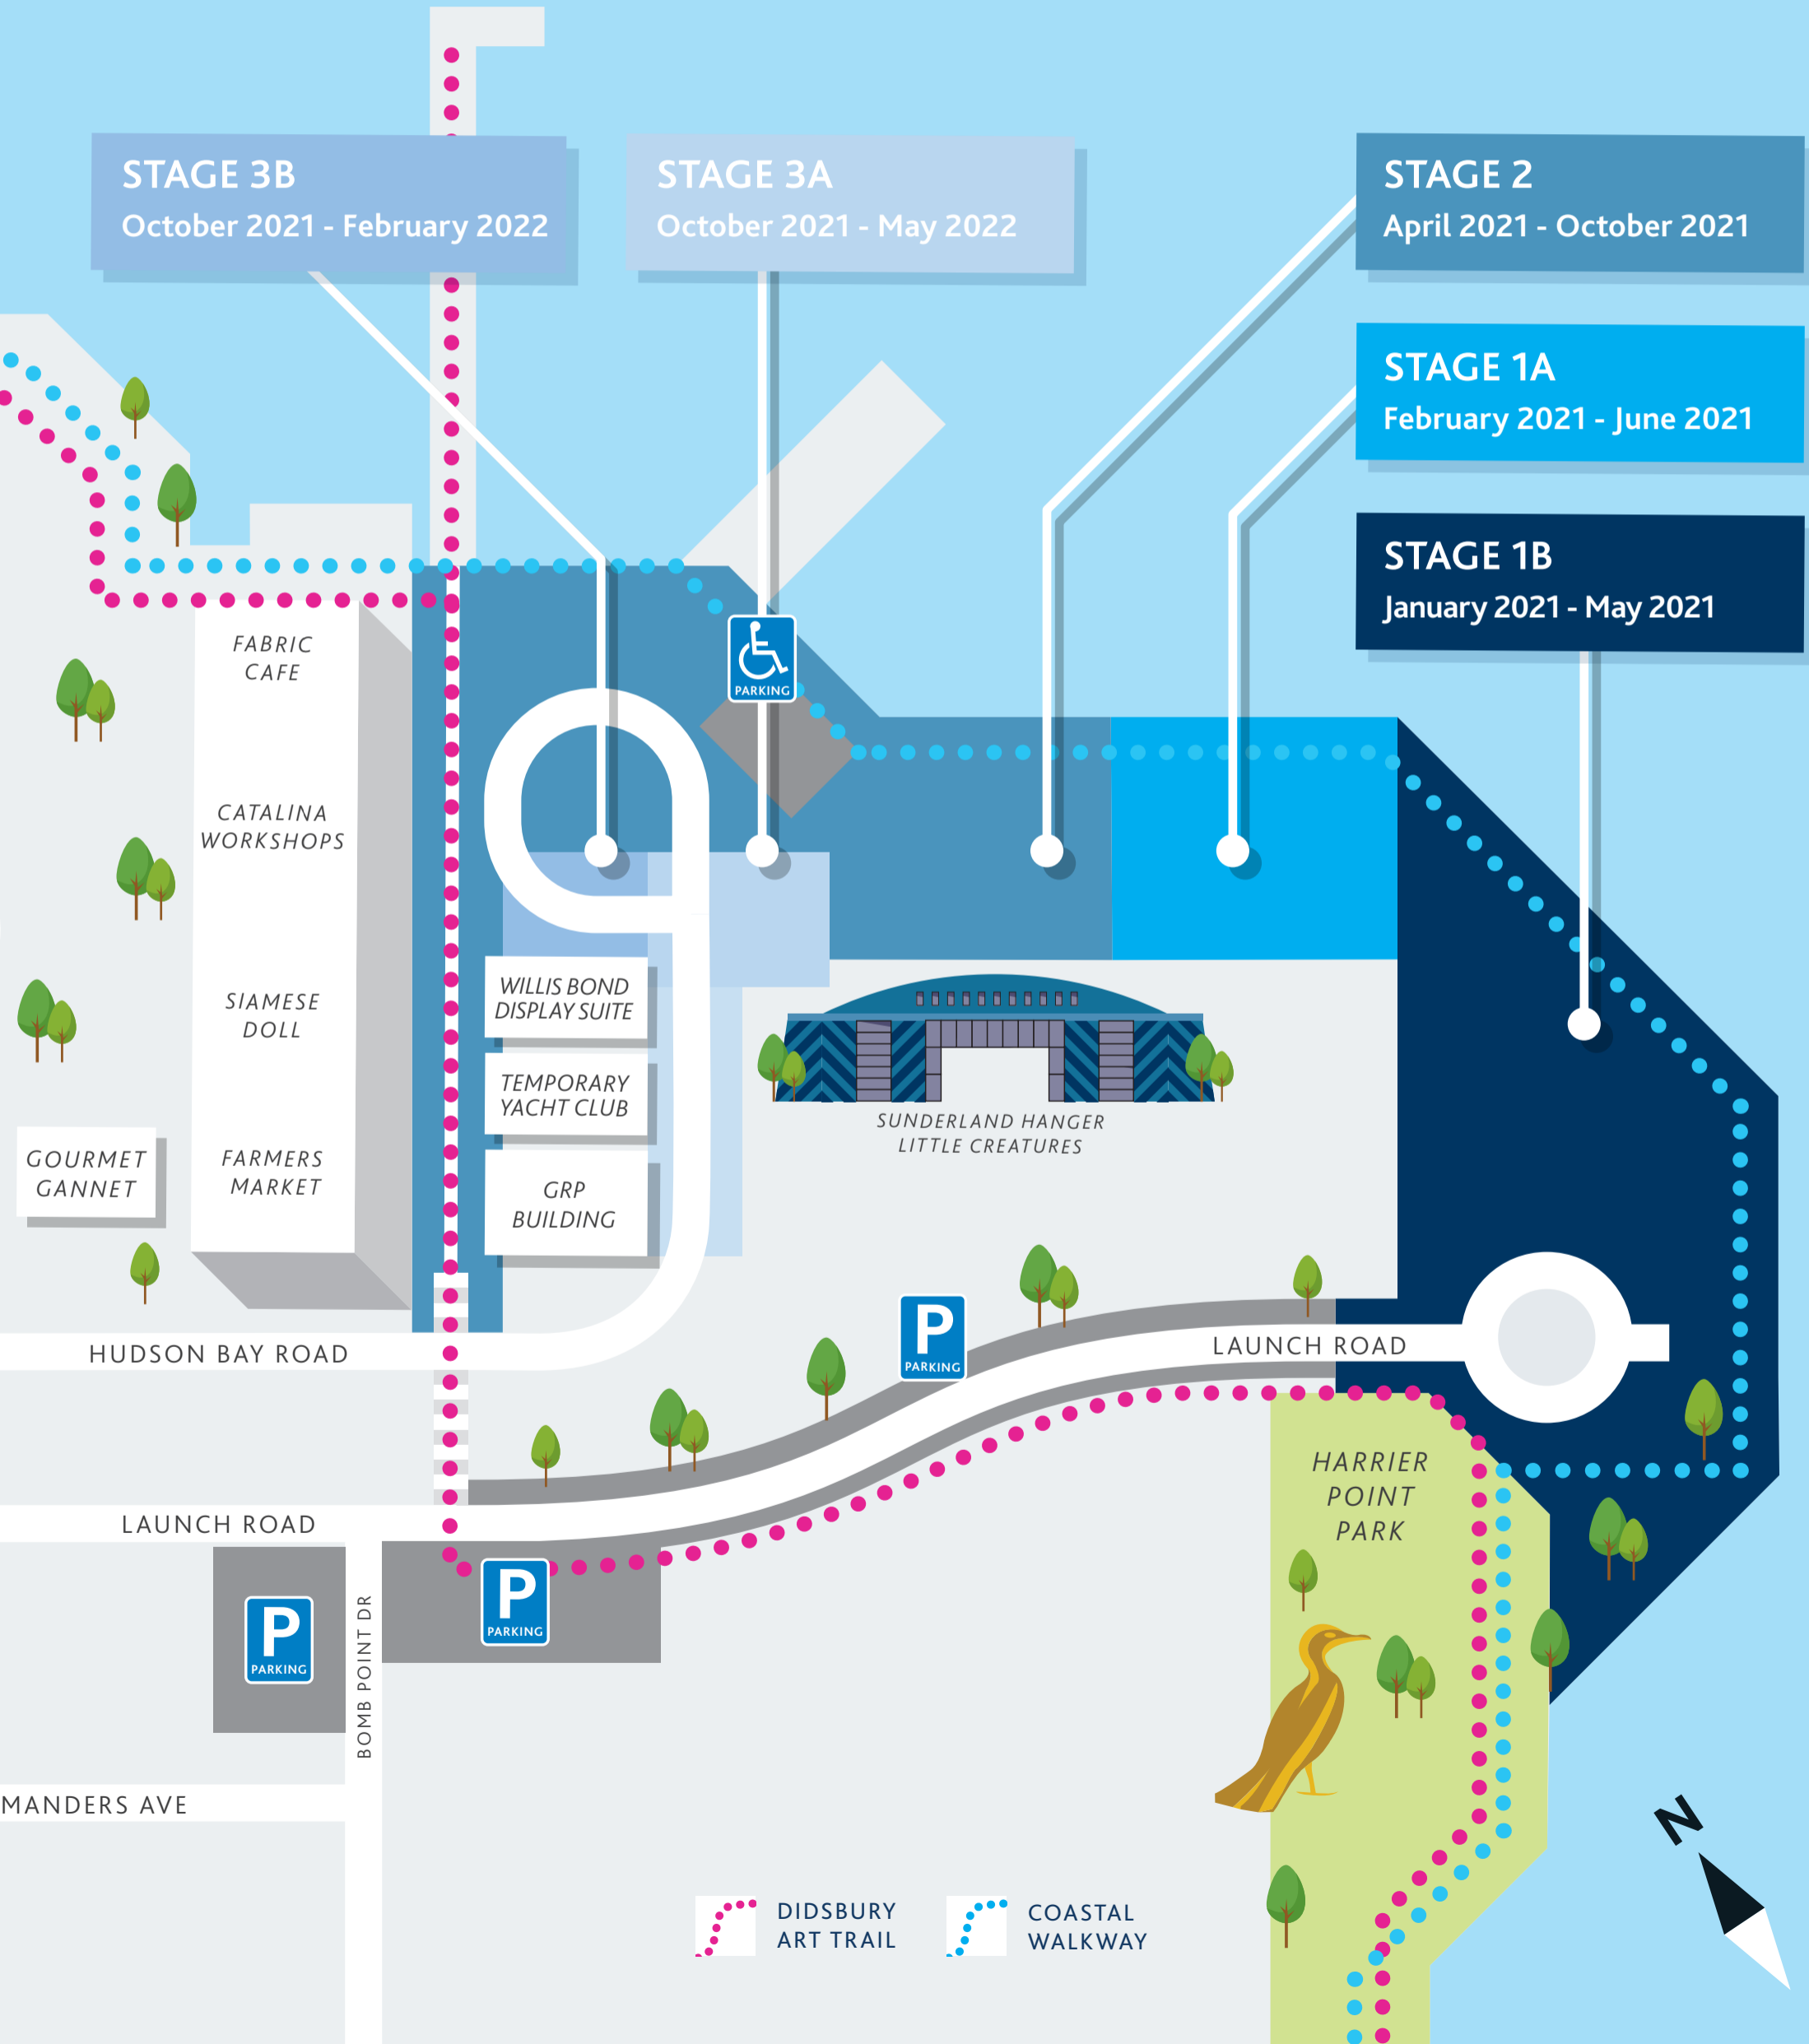 STAGE 3B
October 2021 - February 2022
STAGE 3A
October 2021 - May 2022
STAGE 2
April 2021 - October 2021
STAGE 1A
February 2021 - June 2021
STAGE 1B
January 2021 - May 2021
FABRIC
CAFE
PARKING
CATALINA
WORKSHOPS
SIAMESE
DOLL
WILLIS BOND
DISPLAY SUITE
TEMPORARY
YACHT CLUB
SUNDERLAND HANGER
LITTLE CREATURES
GOURMET
GANNET
FARMERS
MARKET
GRP
BUILDING
HUDSON BAY ROAD
P
PARKING
LAUNCH ROAD
HARRIER
POINT
PARK
LAUNCH ROAD
P
PARKING
P
PARKING
BOMB POINT DR
MANDERS AVE
N
DIDSBURY
ART TRAIL
COASTAL
WALKWAY